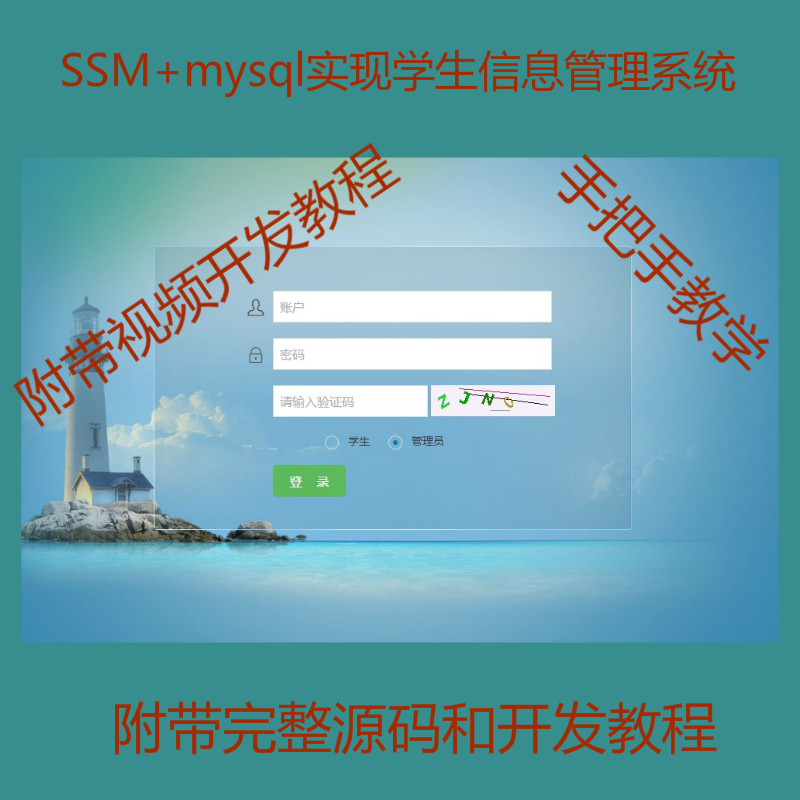 SSM+mysql实现学生信息管理系统
附带视频开发教程
手把手教学
账户
密码
请输入验证码 ZJNO
学生 管理员
登 录
附带完整源码和开发教程